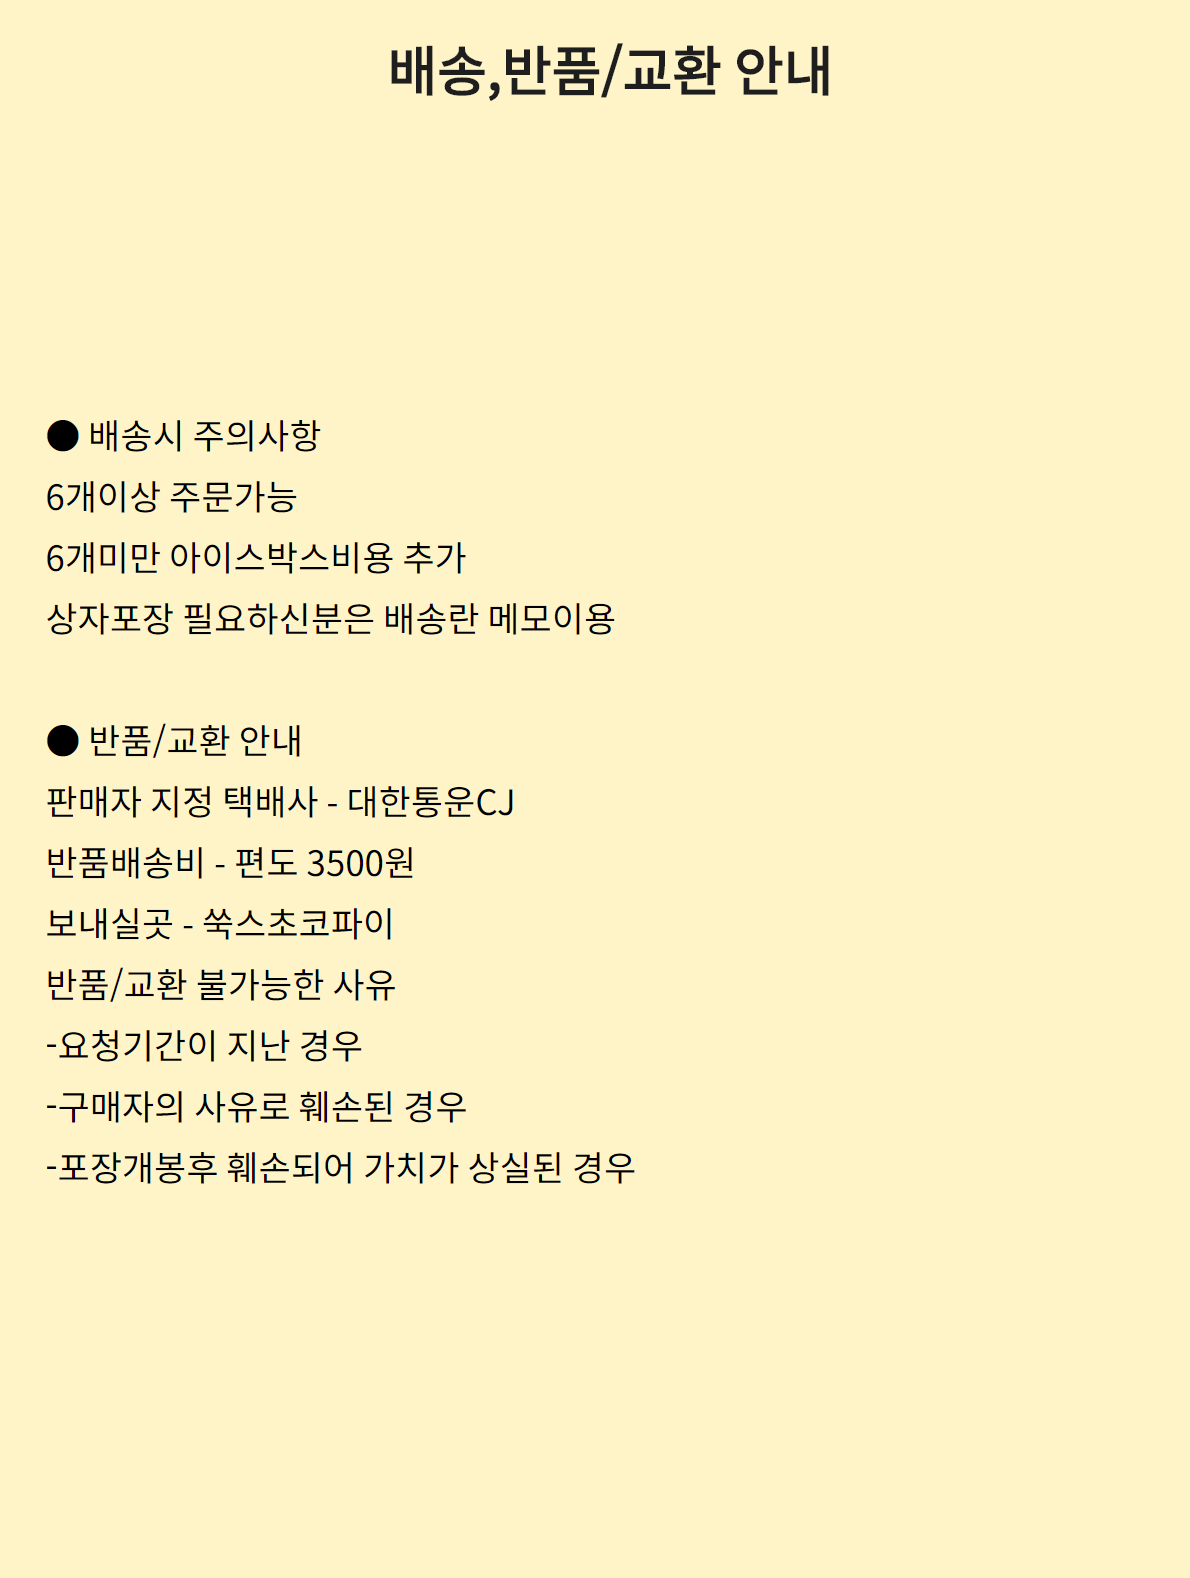 배송,반품/교환 안내
● 배송시 주의사항
6개이상 주문가능
6개미만 아이스박스비용 추가
상자포장 필요하신분은 배송란 메모이용
● 반품/교환 안내
판매자 지정 택배사 - 대한통운CJ
반품배송비 - 편도 3500원
보내실곳 - 쑥스초코파이
반품/교환 불가능한 사유
-요청기간이 지난 경우
-구매자의 사유로 훼손된 경우
-포장개봉후 훼손되어 가치가 상실된 경우